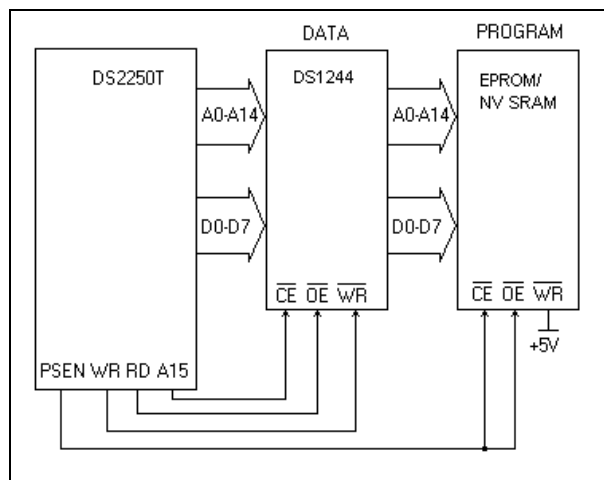 DATA PROGRAM
DS2250T DS1244 EPROM/
NV SRAM
A0-A14 A0-A14
D0-D7 D0-D7
CE OE WR CE OE WR
+5V
PSEN WR RD A15